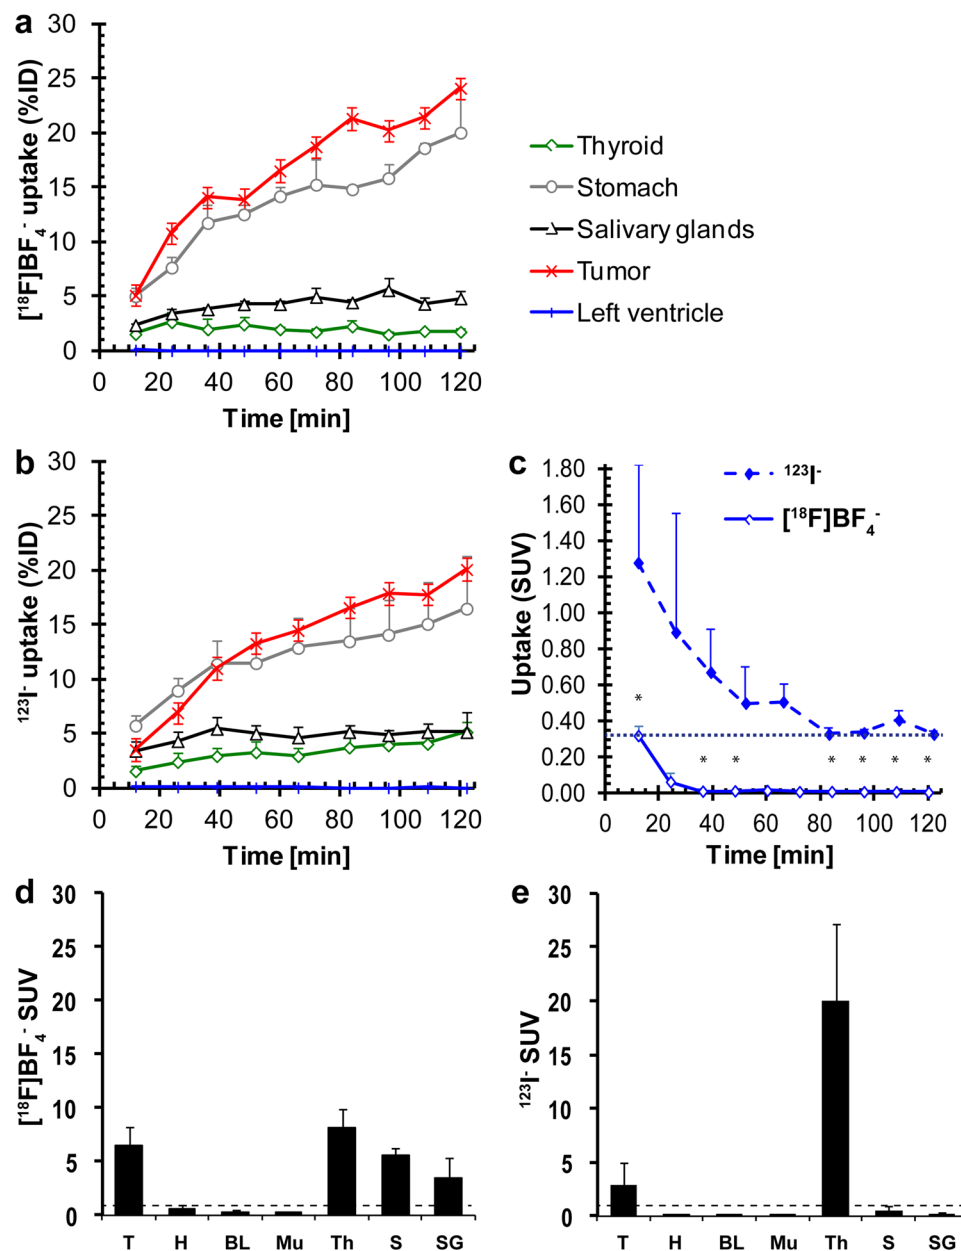 a
[¹⁸F]BF₄⁻ uptake (%ID)
30
25
20
15
10
5
0
0 20 40 60 80 100 120
Time [min]
Thyroid
Stomach
Salivary glands
Tumor
Left ventricle
b
¹²³I⁻ uptake (%ID)
30
25
20
15
10
5
0
0 20 40 60 80 100 120
Time [min]
c
Uptake (SUV)
1.80
1.60
1.40
1.20
1.00
0.80
0.60
0.40
0.20
0.00
0 20 40 60 80 100 120
Time [min]
¹²³I⁻
[¹⁸F]BF₄⁻
*
* * * * * *
d
[¹⁸F]BF₄⁻ SUV
30
25
20
15
10
5
0
T H BL Mu Th S SG
e
¹²³I⁻ SUV
30
25
20
15
10
5
0
T H BL Mu Th S SG